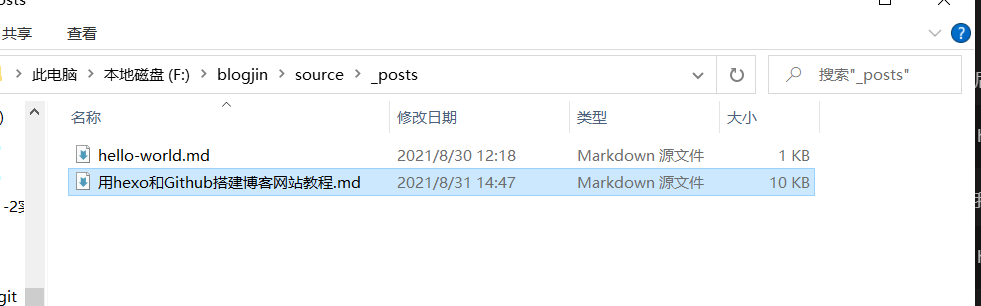 osts
共享 查看
此电脑 > 本地磁盘 (F:) > blogjin > source > _posts
搜索"_posts"
名称 修改日期 类型 大小
hello-world.md 2021/8/30 12:18 Markdown 源文件 1 KB
用hexo和Github搭建博客网站教程.md 2021/8/31 14:47 Markdown 源文件 10 KB
-2实
git